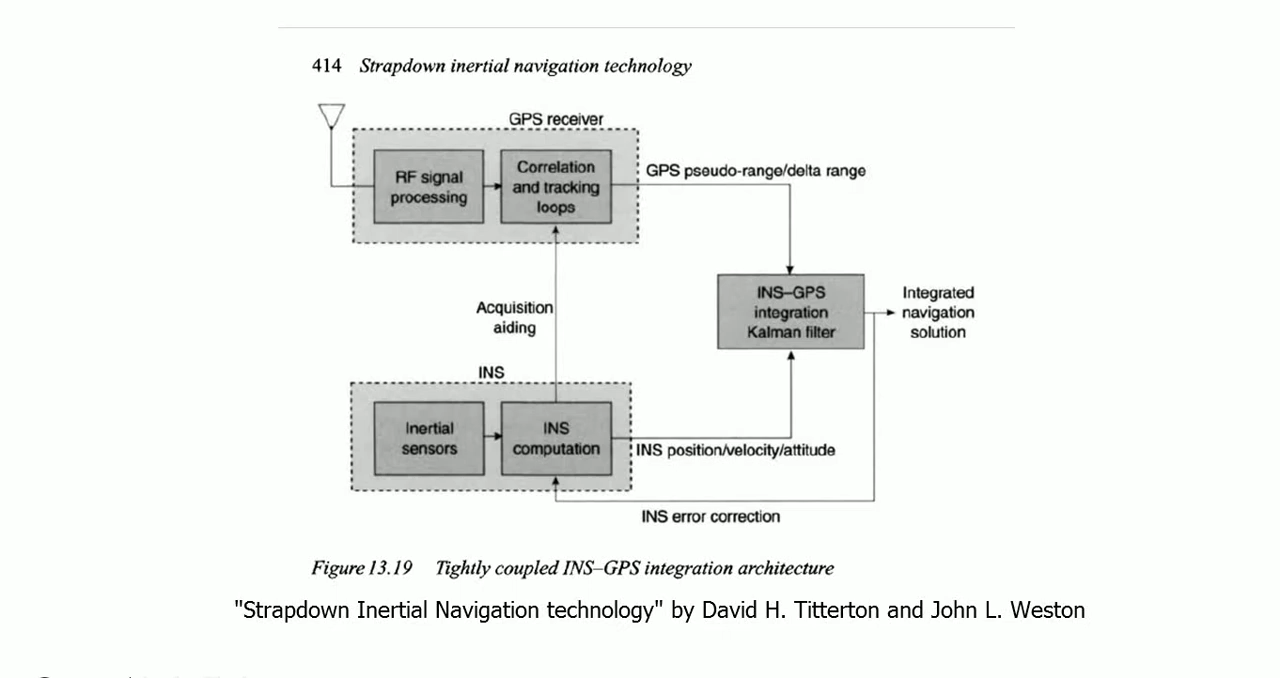 414 Strapdown inertial navigation technology
GPS receiver
RF signal
processing
Correlation
and tracking
loops
GPS pseudo-range/delta range
Acquisition
aiding
INS–GPS
integration
Kalman filter
Integrated
navigation
solution
INS
Inertial
sensors
INS
computation
INS position/velocity/attitude
INS error correction
Figure 13.19 Tightly coupled INS–GPS integration architecture
"Strapdown Inertial Navigation technology" by David H. Titterton and John L. Weston